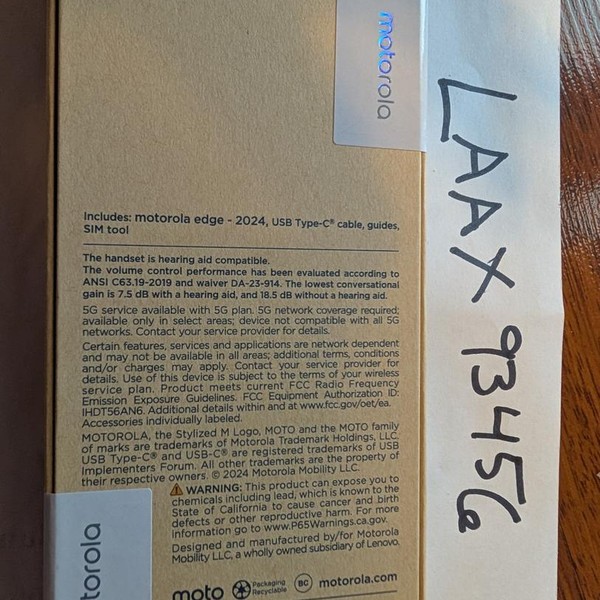 motorola
Includes: motorola edge - 2024, USB Type-C® cable, guides,
SIM tool
The handset is hearing aid compatible.
The volume control performance has been evaluated according to
ANSI C63.19-2019 and waiver DA-23-914. The lowest conversational
gain is 7.5 dB with a hearing aid, and 18.5 dB without a hearing aid.
5G service available with 5G plan. 5G network coverage required;
available only in select areas; device not compatible with all 5G
networks. Contact your service provider for details.
Certain features, services and applications are network dependent
and may not be available in all areas; additional terms, conditions
and/or charges may apply. Contact your service provider for
details. Use of this device is subject to the terms of your wireless
service plan. Product meets current FCC Radio Frequency
Emission Exposure Guidelines. FCC Equipment Authorization ID:
IHDT56AN6. Additional details within and at www.fcc.gov/oet/ea.
Accessories individually labeled.
MOTOROLA, the Stylized M Logo, MOTO and the MOTO family
of marks are trademarks of Motorola Trademark Holdings, LLC.
USB Type-C® and USB-C® are registered trademarks of USB
Implementers Forum. All other trademarks are the property of
their respective owners. © 2024 Motorola Mobility LLC.
WARNING: This product can expose you to
chemicals including lead, which is known to the
State of California to cause cancer and birth
defects or other reproductive harm. For more
information go to www.P65Warnings.ca.gov.
Designed and manufactured by/for Motorola
Mobility LLC, a wholly owned subsidiary of Lenovo.
moto Packaging Recyclable BC motorola.com
torola
LAAX93456